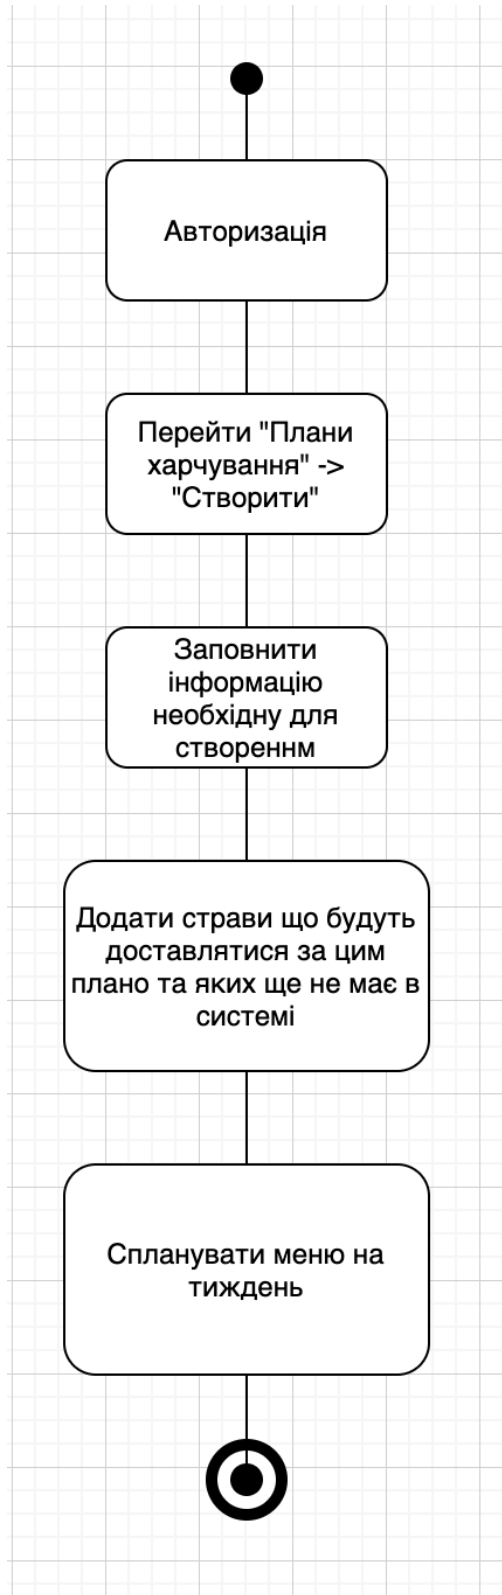 Авторизація
Перейти "Плани
харчування" ->
"Створити"
Заповнити
інформацію
необхідну для
створеннм
Додати страви що будуть
доставлятися за цим
плано та яких ще не має в
системі
Спланувати меню на
тиждень